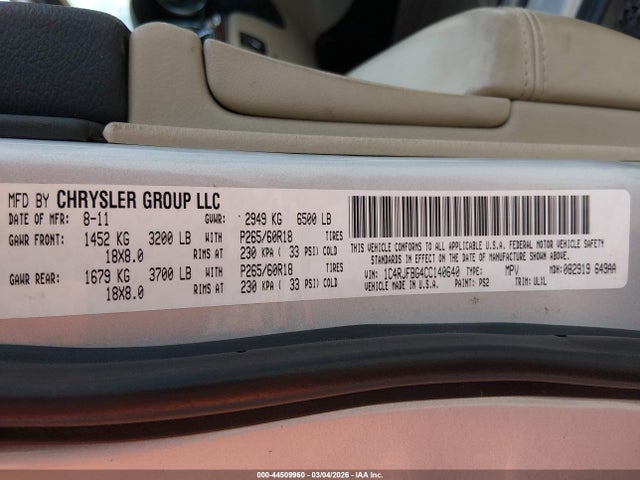 MFD BY CHRYSLER GROUP LLC
DATE OF MFR: 8-11 GVWR: 2949 KG 6500 LB
GAWR FRONT: 1452 KG 3200 LB WITH P265/60R18 TIRES
18X8.0 RIMS AT 230 KPA ( 33 PSI) COLD
GAWR REAR: 1679 KG 3700 LB WITH P265/60R18 TIRES
18X8.0 RIMS AT 230 KPA ( 33 PSI) COLD
THIS VEHICLE CONFORMS TO ALL APPLICABLE U.S.A. FEDERAL MOTOR VEHICLE SAFETY
STANDARDS IN EFFECT ON THE DATE OF MANUFACTURE SHOWN ABOVE.
VIN: 1C4RJFBG4CC140640 TYPE: MPV MDH: 082919 649AA
VEHICLE MADE IN U.S.A. PAINT: PS2 TRIM: ULXL
000-44509960 - 03/04/2026 - IAA Inc.